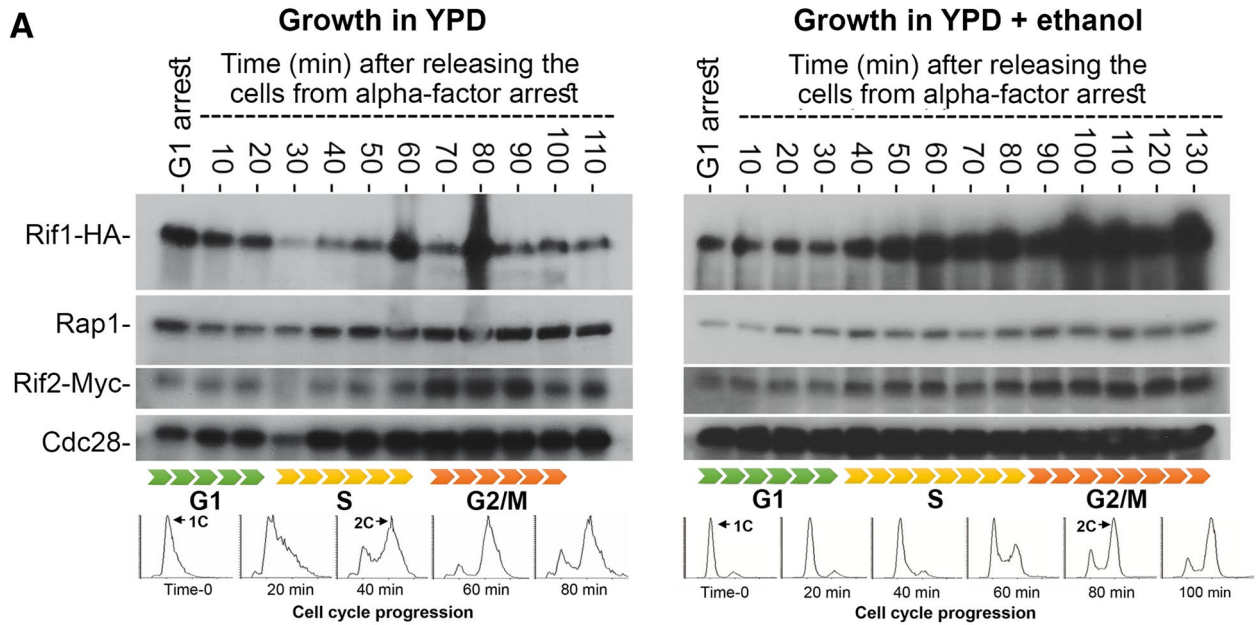 A
Growth in YPD
Time (min) after releasing the
cells from alpha-factor arrest
G1 arrest
10
20
30
40
50
60
70
80
90
100
110
Growth in YPD + ethanol
Time (min) after releasing the
cells from alpha-factor arrest
G1 arrest
10
20
30
40
50
60
70
80
90
100
110
120
130
Rif1-HA-
Rap1-
Rif2-Myc-
Cdc28-
G1 S G2/M
1C 2C
Time-0 20 min 40 min 60 min 80 min
Cell cycle progression
G1 S G2/M
1C 2C
Time-0 20 min 40 min 60 min 80 min 100 min
Cell cycle progression